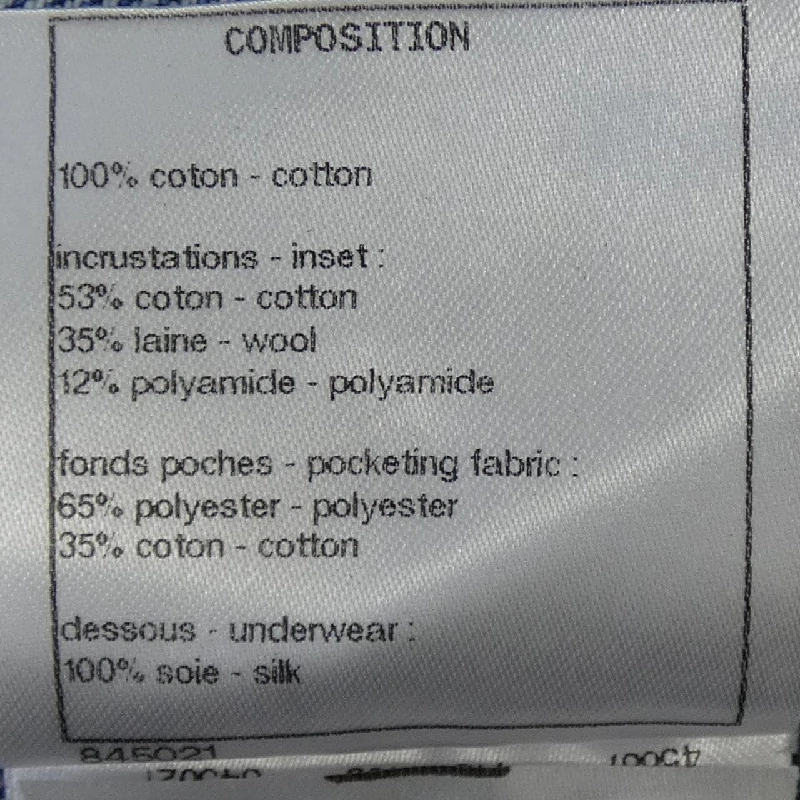 COMPOSITION
100% coton - cotton
incrustations - inset :
53% coton - cotton
35% laine - wool
12% polyamide - polyamide
fonds poches - pocketing fabric :
65% polyester - polyester
35% coton - cotton
dessous - underwear :
100% soie - silk
845021